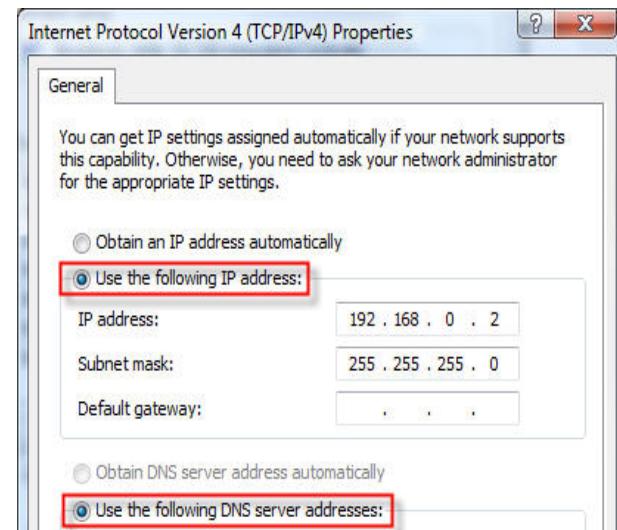 Internet Protocol Version 4 (TCP/IPv4) Properties
General
You can get IP settings assigned automatically if your network supports
this capability. Otherwise, you need to ask your network administrator
for the appropriate IP settings.
Obtain an IP address automatically
Use the following IP address:
IP address: 192 . 168 . 0 . 2
Subnet mask: 255 . 255 . 255 . 0
Default gateway: . . .
Obtain DNS server address automatically
Use the following DNS server addresses: